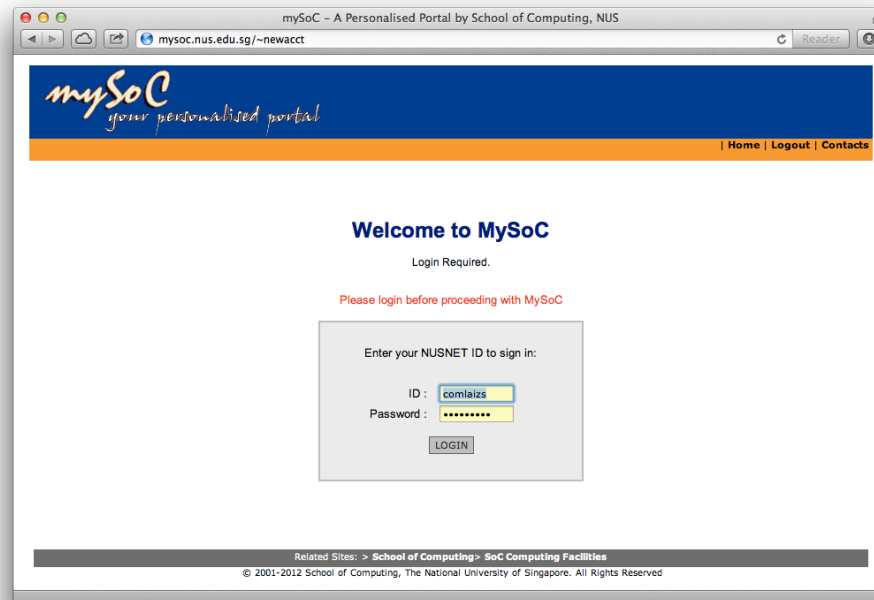 mySoC – A Personalised Portal by School of Computing, NUS
mysoc.nus.edu.sg/~newacct
Reader
mySoC
your personalised portal
| Home | Logout | Contacts
Welcome to MySoC
Login Required.
Please login before proceeding with MySoC
Enter your NUSNET ID to sign in:
ID : comlaizs
Password : •••••••••
LOGIN
Related Sites: > School of Computing> SoC Computing Facilities
© 2001-2012 School of Computing, The National University of Singapore. All Rights Reserved